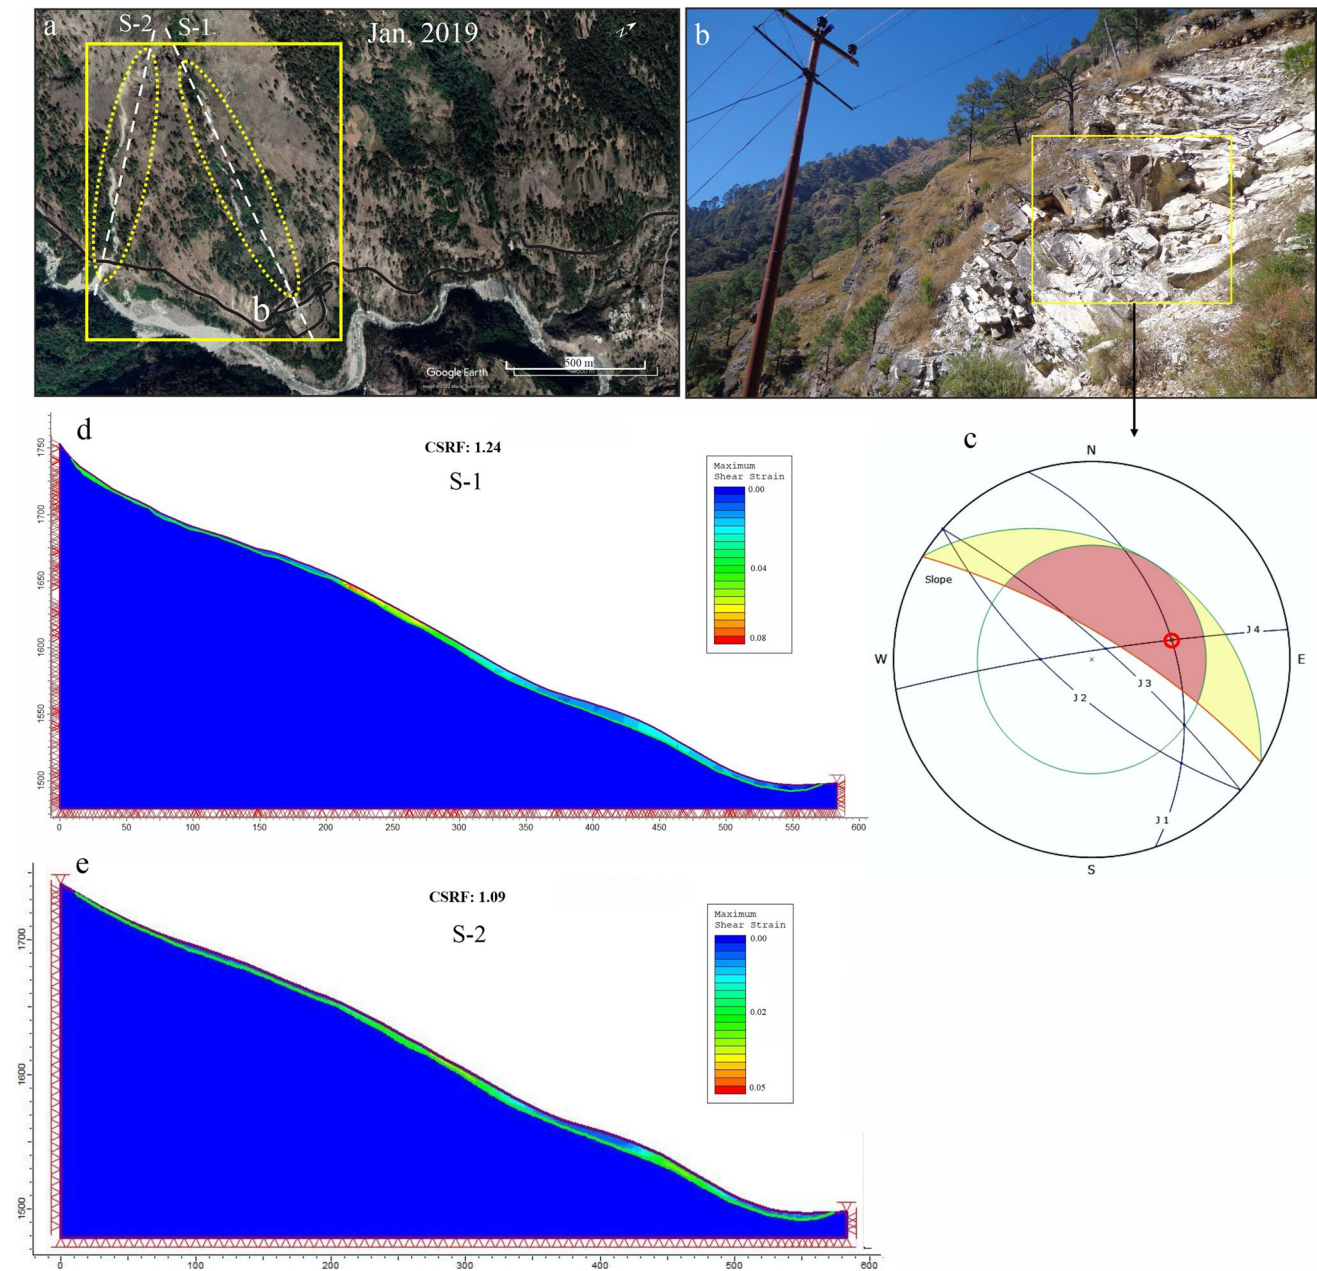 a
S-2
S-1
Jan, 2019
N
b
500 m
Google Earth
b
c
N
Slope
W
E
S
J 4
J 3
J 2
J 1
d
CSRF: 1.24
S-1
Maximum
Shear Strain
0.00
0.04
0.08
1750
1700
1650
1600
1550
1500
0 50 100 150 200 250 300 350 400 450 500 550 600
e
CSRF: 1.09
S-2
Maximum
Shear Strain
0.00
0.02
0.05
1700
1600
1500
0 100 200 300 400 500 600